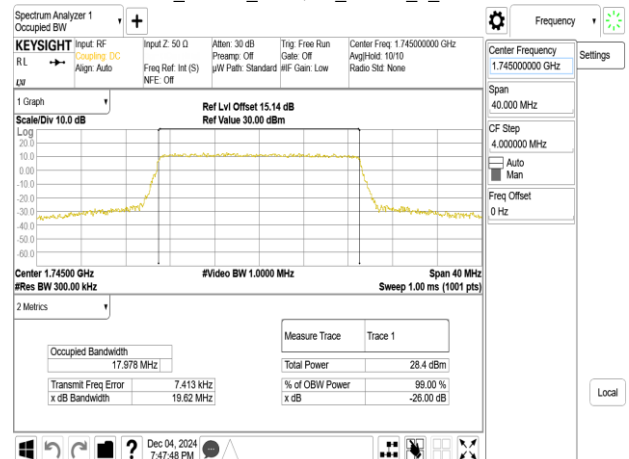 Spectrum Analyzer 1
Occupied BW
Frequency
KEYSIGHT
Input: RF
Input Z: 50 Ω
Atten: 30 dB
Trig: Free Run
Center Freq: 1.745000000 GHz
RL
Coupling: DC
Preamp: Off
Gate: Off
Avg|Hold: 10/10
Align: Auto
Freq Ref: Int (S)
µW Path: Standard
#IF Gain: Low
Radio Std: None
NFE: Off
LXI
Center Frequency
1.745000000 GHz
Settings
Span
40.000 MHz
CF Step
4.000000 MHz
Auto
Man
Freq Offset
0 Hz
Local
1 Graph
Ref Lvl Offset 15.14 dB
Scale/Div 10.0 dB
Ref Value 30.00 dBm
Log
20.0
10.0
0.00
-10.0
-20.0
-30.0
-40.0
-50.0
-60.0
Center 1.74500 GHz
#Video BW 1.0000 MHz
Span 40 MHz
#Res BW 300.00 kHz
Sweep 1.00 ms (1001 pts)
2 Metrics
Measure Trace
Trace 1
Occupied Bandwidth
17.978 MHz
Total Power
28.4 dBm
Transmit Freq Error
7.413 kHz
% of OBW Power
99.00 %
x dB Bandwidth
19.62 MHz
x dB
-26.00 dB
Dec 04, 2024
7:47:48 PM